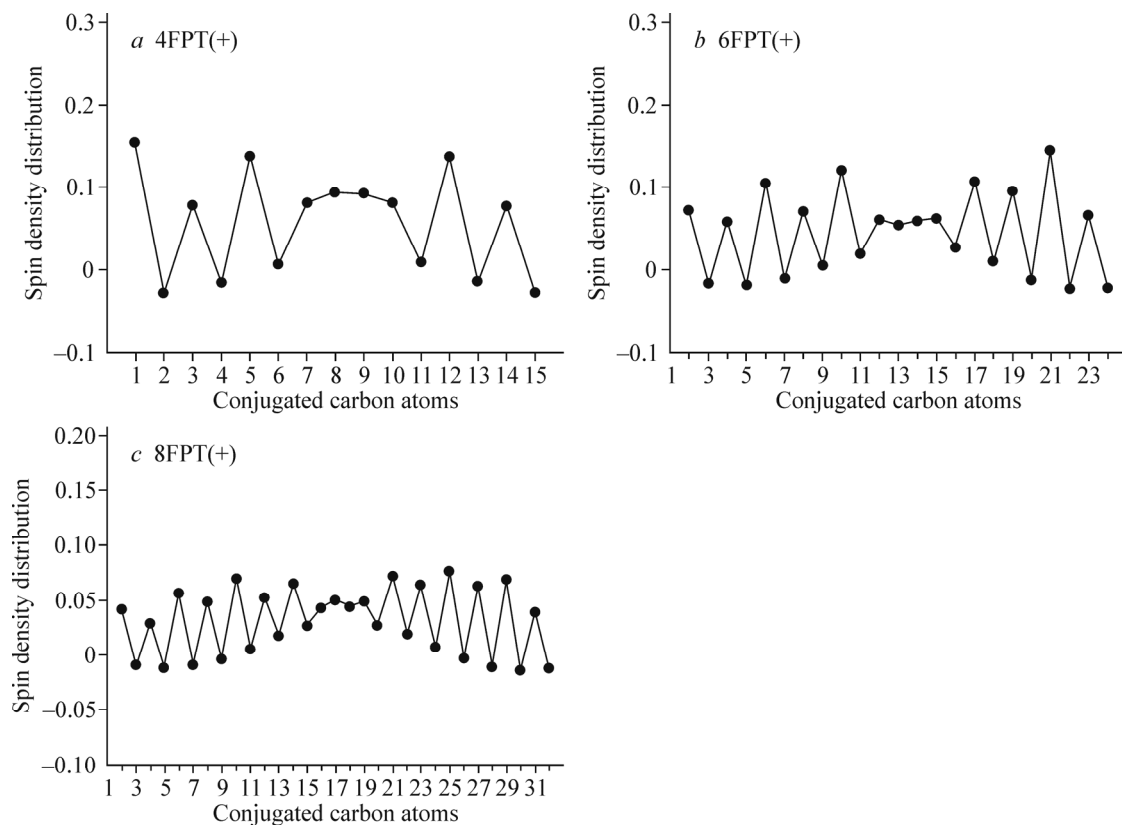 a 4FPT(+)
0.3
0.2
0.1
0
–0.1
Spin density distribution
1 2 3 4 5 6 7 8 9 10 11 12 13 14 15
Conjugated carbon atoms
b 6FPT(+)
0.3
0.2
0.1
0
–0.1
Spin density distribution
1 3 5 7 9 11 13 15 17 19 21 23
Conjugated carbon atoms
c 8FPT(+)
0.20
0.15
0.10
0.05
0
–0.05
–0.10
Spin density distribution
1 3 5 7 9 11 13 15 17 19 21 23 25 27 29 31
Conjugated carbon atoms